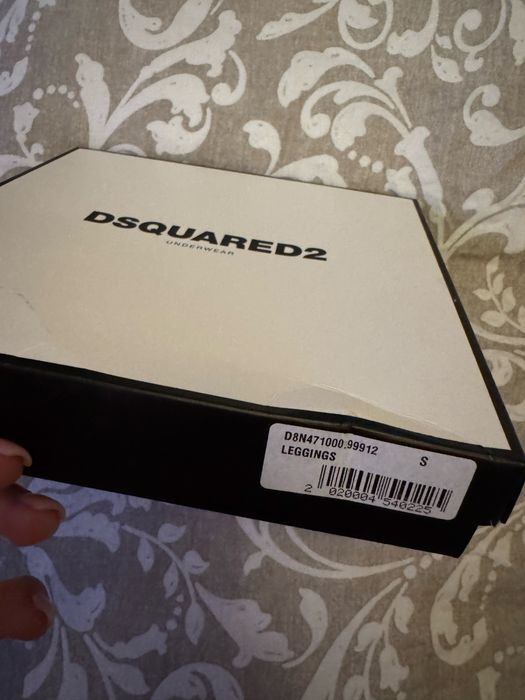 DSQUARED2
UNDERWEAR
D8N471000.99912 S
LEGGINGS
2 020004 540225